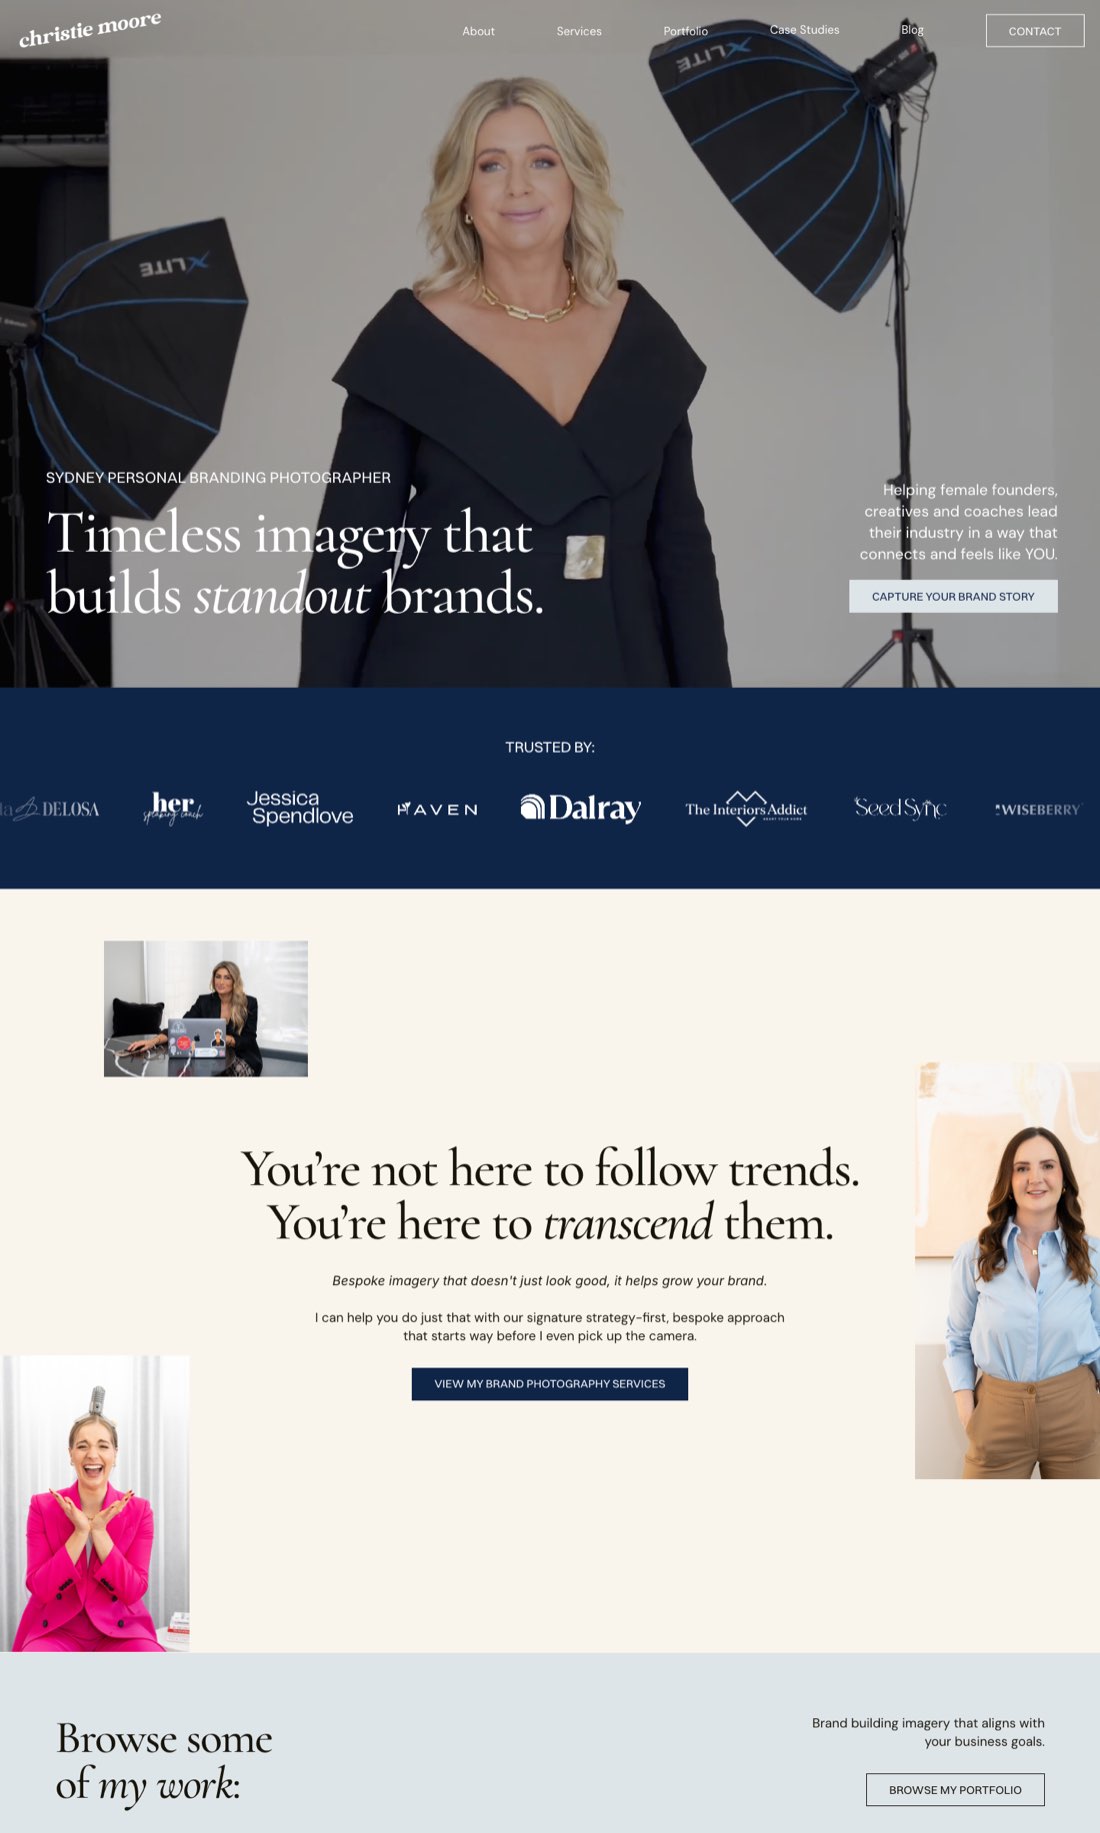 christie moore
About
Services
Portfolio
Case Studies
Blog
CONTACT
XLITE
XLITE
SYDNEY PERSONAL BRANDING PHOTOGRAPHER
Timeless imagery that
builds standout brands.
Helping female founders,
creatives and coaches lead
their industry in a way that
connects and feels like YOU.
CAPTURE YOUR BRAND STORY
TRUSTED BY:
DELOSA
her
speaking coach
Jessica
Spendlove
HAVEN
Dalray
The Interiors Addict
SeedSync
WISEBERRY
You're not here to follow trends.
You're here to transcend them.
Bespoke imagery that doesn't just look good, it helps grow your brand.
I can help you do just that with our signature strategy-first, bespoke approach
that starts way before I even pick up the camera.
VIEW MY BRAND PHOTOGRAPHY SERVICES
Browse some
of my work:
Brand building imagery that aligns with
your business goals.
BROWSE MY PORTFOLIO